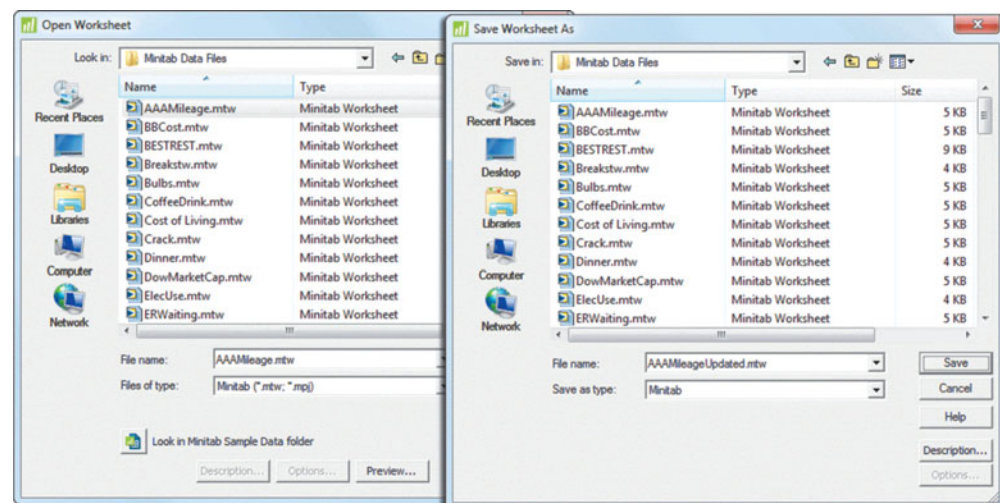 Open Worksheet
Look in:
Minitab Data Files
Name
Type
Recent Places
Desktop
Libraries
Computer
Network
AAAMileage.mtw Minitab Worksheet
BBCost.mtw Minitab Worksheet
BESTREST.mtw Minitab Worksheet
Breakstw.mtw Minitab Worksheet
Bulbs.mtw Minitab Worksheet
CoffeeDrink.mtw Minitab Worksheet
Cost of Living.mtw Minitab Worksheet
Crack.mtw Minitab Worksheet
Dinner.mtw Minitab Worksheet
DowMarketCap.mtw Minitab Worksheet
ElecUse.mtw Minitab Worksheet
ERWaiting.mtw Minitab Worksheet
File name: AAAMileage.mtw
Files of type: Minitab (*.mtw; *.mpj)
Look in Minitab Sample Data folder
Description... Options... Preview...
Save Worksheet As
Save in: Minitab Data Files
Name Type Size
Recent Places
Desktop
Libraries
Computer
Network
AAAMileage.mtw Minitab Worksheet 5 KB
BBCost.mtw Minitab Worksheet 5 KB
BESTREST.mtw Minitab Worksheet 9 KB
Breakstw.mtw Minitab Worksheet 4 KB
Bulbs.mtw Minitab Worksheet 5 KB
CoffeeDrink.mtw Minitab Worksheet 5 KB
Cost of Living.mtw Minitab Worksheet 5 KB
Crack.mtw Minitab Worksheet 5 KB
Dinner.mtw Minitab Worksheet 4 KB
DowMarketCap.mtw Minitab Worksheet 5 KB
ElecUse.mtw Minitab Worksheet 4 KB
ERWaiting.mtw Minitab Worksheet 5 KB
File name: AAAMileageUpdated.mtw
Save as type: Minitab
Save
Cancel
Help
Description...
Options...